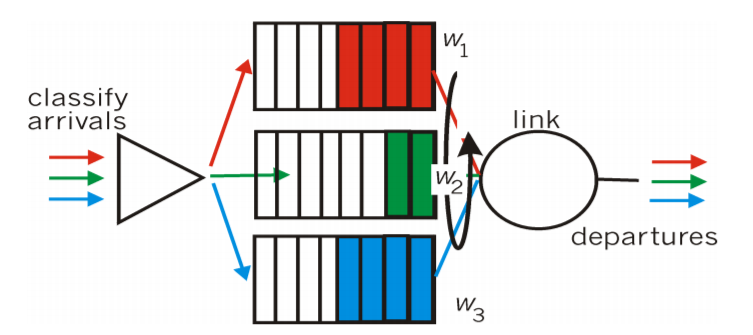 classify
arrivals
w1
link
w2
departures
w3